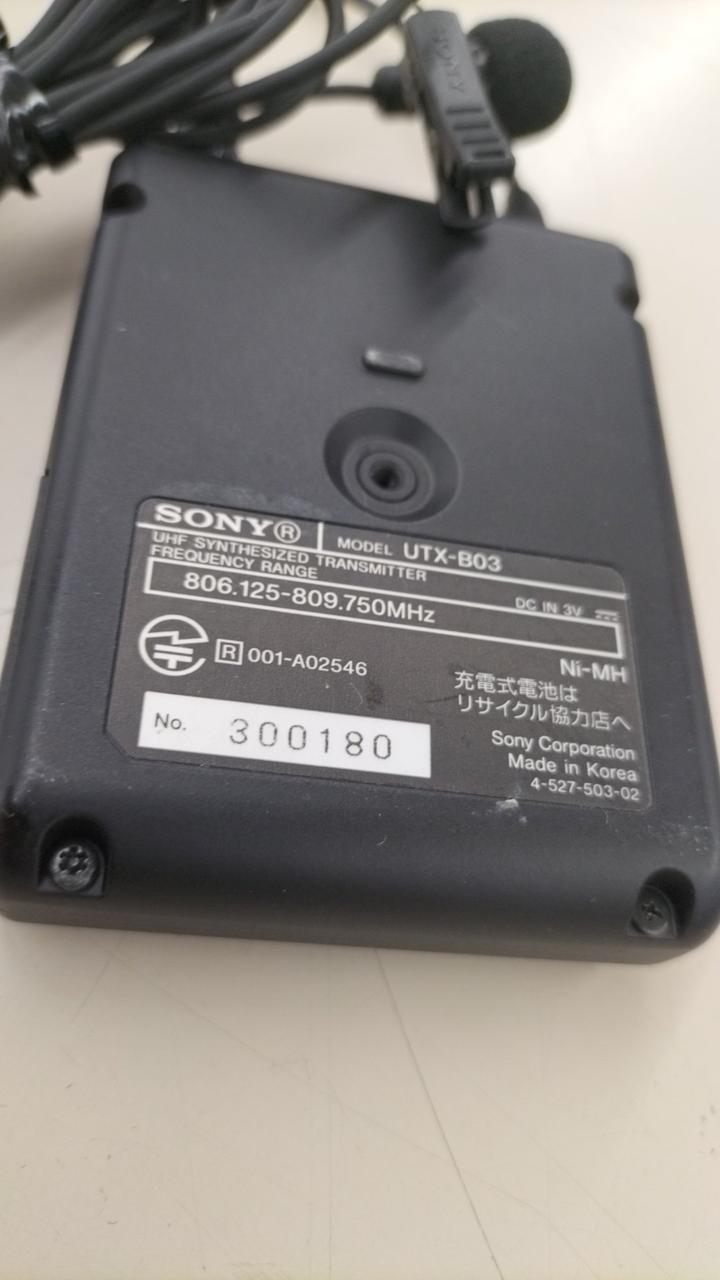 SONY
SONY® MODEL UTX-B03
UHF SYNTHESIZED TRANSMITTER
FREQUENCY RANGE
806.125-809.750MHz DC IN 3V
R 001-A02546
Ni-MH
充電式電池は
リサイクル協力店へ
No. 300180
Sony Corporation
Made in Korea
4-527-503-02